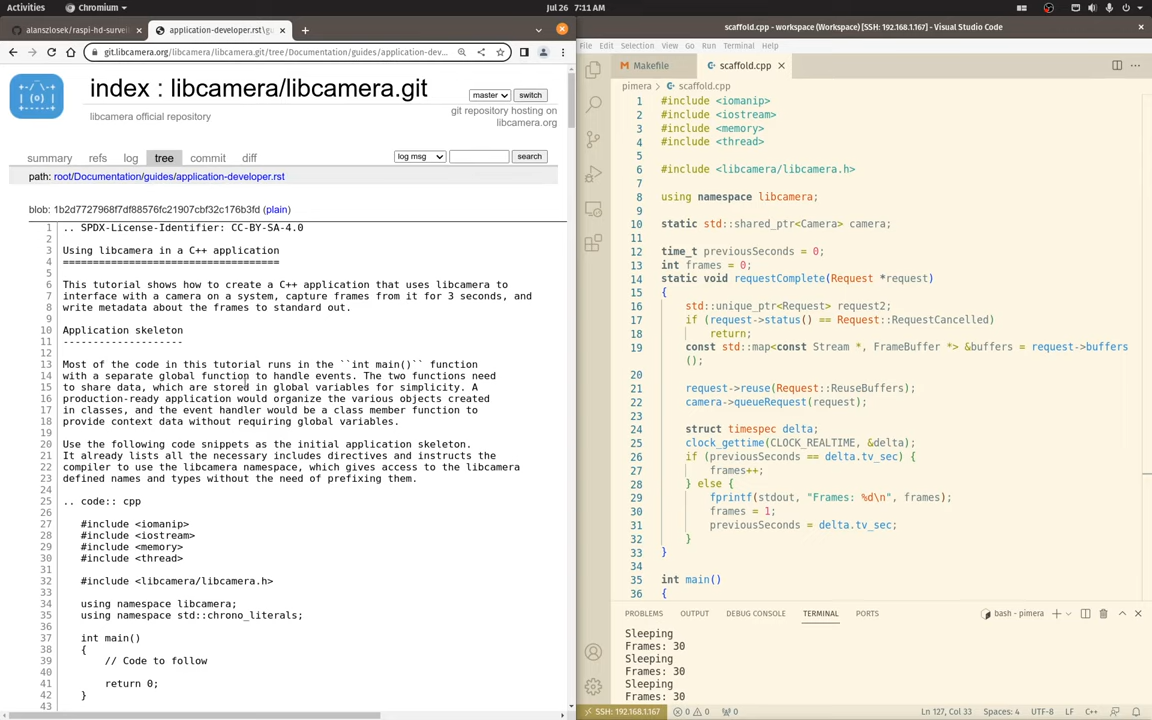 Activities
Chromium
Jul 26 7:11 AM
alanszlosek/raspi-hd-survei
application-developer.rst\
git.libcamera.org/libcamera/libcamera.git/tree/Documentation/guides/application-dev...
index : libcamera/libcamera.git
libcamera official repository
master
switch
git repository hosting on
libcamera.org
summary refs log tree commit diff
log msg
search
path: root/Documentation/guides/application-developer.rst
blob: 1b2d7727968f7df88576fc21907cbf32c176b3fd (plain)
1 .. SPDX-License-Identifier: CC-BY-SA-4.0
2
3 Using libcamera in a C++ application
4 ====================================
5
6 This tutorial shows how to create a C++ application that uses libcamera to
7 interface with a camera on a system, capture frames from it for 3 seconds, and
8 write metadata about the frames to standard out.
9
10 Application skeleton
11 --------------------
12
13 Most of the code in this tutorial runs in the ``int main()`` function
14 with a separate global function to handle events. The two functions need
15 to share data, which are stored in global variables for simplicity. A
16 production-ready application would organize the various objects created
17 in classes, and the event handler would be a class member function to
18 provide context data without requiring global variables.
19
20 Use the following code snippets as the initial application skeleton.
21 It already lists all the necessary includes directives and instructs the
22 compiler to use the libcamera namespace, which gives access to the libcamera
23 defined names and types without the need of prefixing them.
24
25 .. code:: cpp
26
27 #include <iomanip>
28 #include <iostream>
29 #include <memory>
30 #include <thread>
31
32 #include <libcamera/libcamera.h>
33
34 using namespace libcamera;
35 using namespace std::chrono_literals;
36
37 int main()
38 {
39 // Code to follow
40
41 return 0;
42 }
43
scaffold.cpp - workspace (Workspace) [SSH: 192.168.1.167] - Visual Studio Code
File Edit Selection View Go Run Terminal Help
Makefile
scaffold.cpp
pimera > scaffold.cpp
1 #include <iomanip>
2 #include <iostream>
3 #include <memory>
4 #include <thread>
5
6 #include <libcamera/libcamera.h>
7
8 using namespace libcamera;
9
10 static std::shared_ptr<Camera> camera;
11
12 time_t previousSeconds = 0;
13 int frames = 0;
14 static void requestComplete(Request *request)
15 {
16 std::unique_ptr<Request> request2;
17 if (request->status() == Request::RequestCancelled)
18 return;
19 const std::map<const Stream *, FrameBuffer *> &buffers = request->buffers
();
20
21 request->reuse(Request::ReuseBuffers);
22 camera->queueRequest(request);
23
24 struct timespec delta;
25 clock_gettime(CLOCK_REALTIME, &delta);
26 if (previousSeconds == delta.tv_sec) {
27 frames++;
28 } else {
29 fprintf(stdout, "Frames: %d\n", frames);
30 frames = 1;
31 previousSeconds = delta.tv_sec;
32 }
33 }
34
35 int main()
36 {
PROBLEMS OUTPUT DEBUG CONSOLE TERMINAL PORTS
bash - pimera
Sleeping
Frames: 30
Sleeping
Frames: 30
Sleeping
Frames: 30
SSH: 192.168.1.167
0 0 0
Ln 127, Col 33 Spaces: 4 UTF-8 LF C++